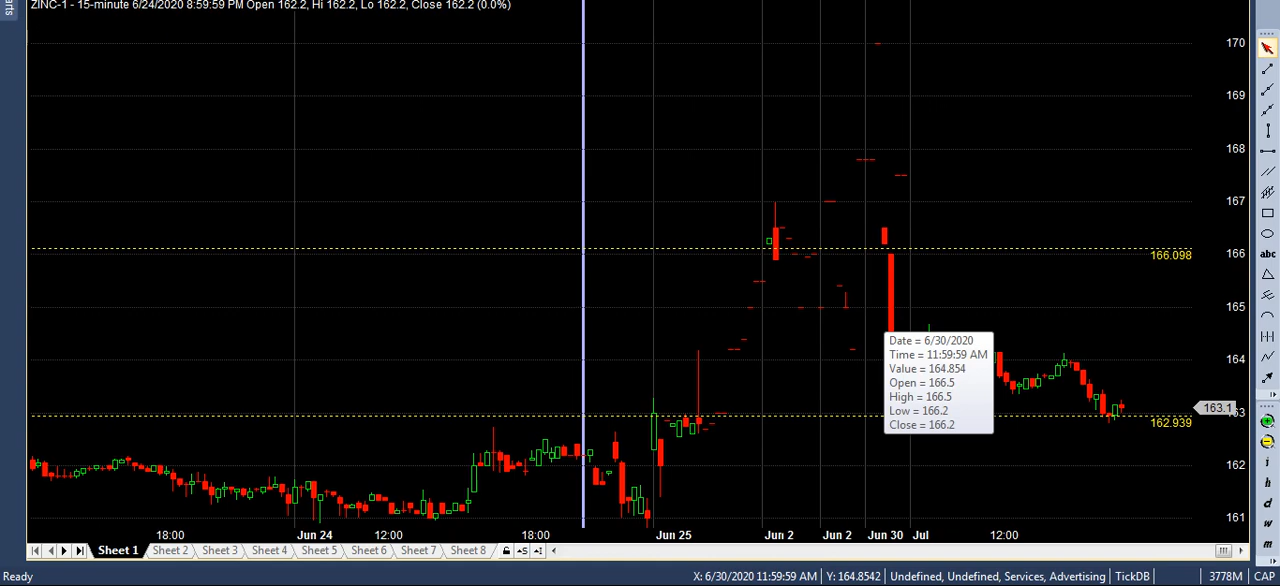 arts
ZINC-1 - 15-minute 6/24/2020 8:59:59 PM Open 162.2, Hi 162.2, Lo 162.2, Close 162.2 (0.0%)
170
169
168
167
166.098
166
165
164
163.1
163
162.939
162
161
Date = 6/30/2020
Time = 11:59:59 AM
Value = 164.854
Open = 166.5
High = 166.5
Low = 166.2
Close = 166.2
18:00
Jun 24
12:00
18:00
Jun 25
Jun 2
Jun 2
Jun 30
Jul
12:00
abc
i
h
d
w
m
Sheet 1 Sheet 2 Sheet 3 Sheet 4 Sheet 5 Sheet 6 Sheet 7 Sheet 8
Ready X: 6/30/2020 11:59:59 AM Y: 164.8542 Undefined, Undefined, Services, Advertising TickDB 3778M CAP